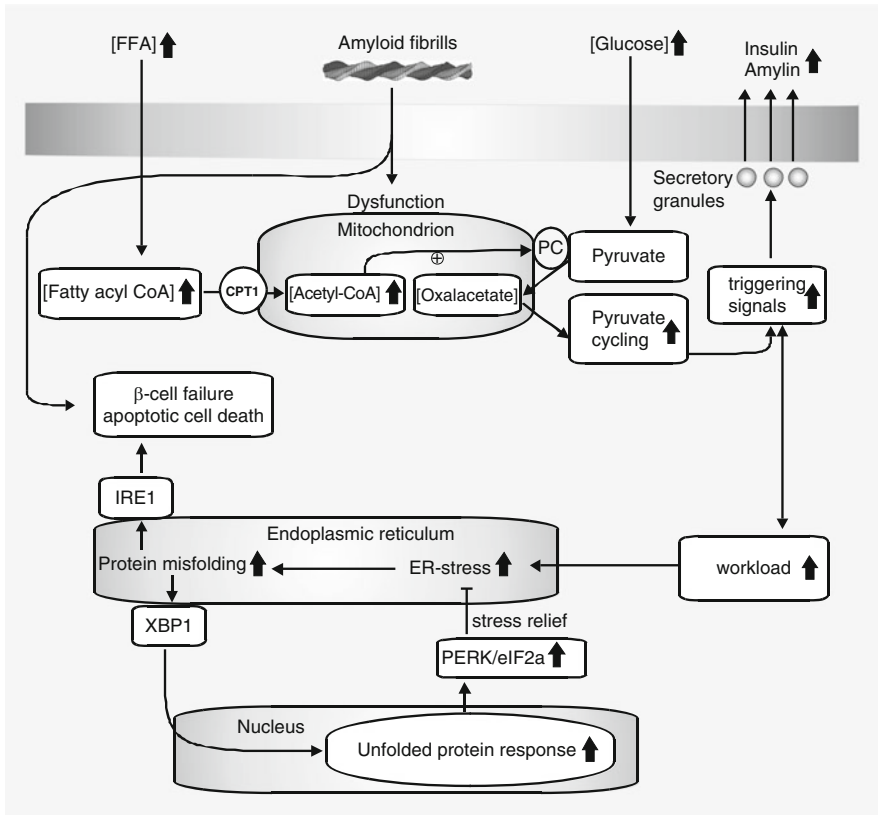 [FFA]
Amyloid fibrills
[Glucose]
Insulin
Amylin
Secretory
granules
Dysfunction
Mitochondrion
PC
Pyruvate
[Fatty acyl CoA]
CPT1
[Acetyl-CoA]
⊕
[Oxalacetate]
Pyruvate
cycling
triggering
signals
β-cell failure
apoptotic cell death
IRE1
Endoplasmic reticulum
Protein misfolding
ER-stress
workload
XBP1
stress relief
PERK/eIF2a
Nucleus
Unfolded protein response